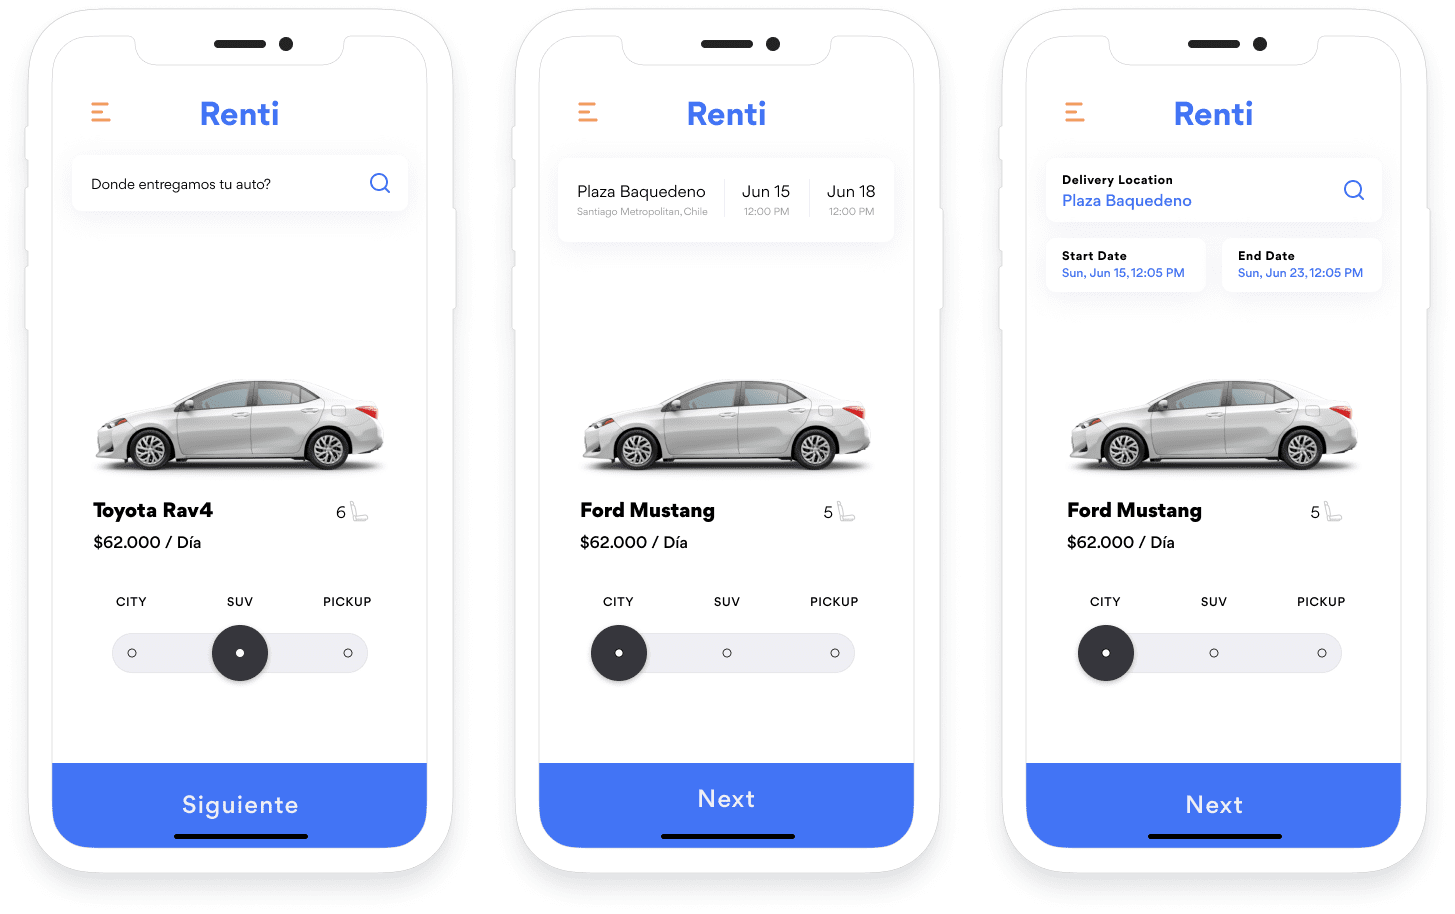 Renti
Donde entregamos tu auto?
Toyota Rav4
6
$62.000 / Día
CITY SUV PICKUP
Siguiente
Renti
Plaza Baquedeno Jun 15 Jun 18
Santiago Metropolitan, Chile 12:00 PM 12:00 PM
Ford Mustang
5
$62.000 / Día
CITY SUV PICKUP
Next
Renti
Delivery Location
Plaza Baquedeno
Start Date End Date
Sun, Jun 15, 12:05 PM Sun, Jun 23, 12:05 PM
Ford Mustang
5
$62.000 / Día
CITY SUV PICKUP
Next